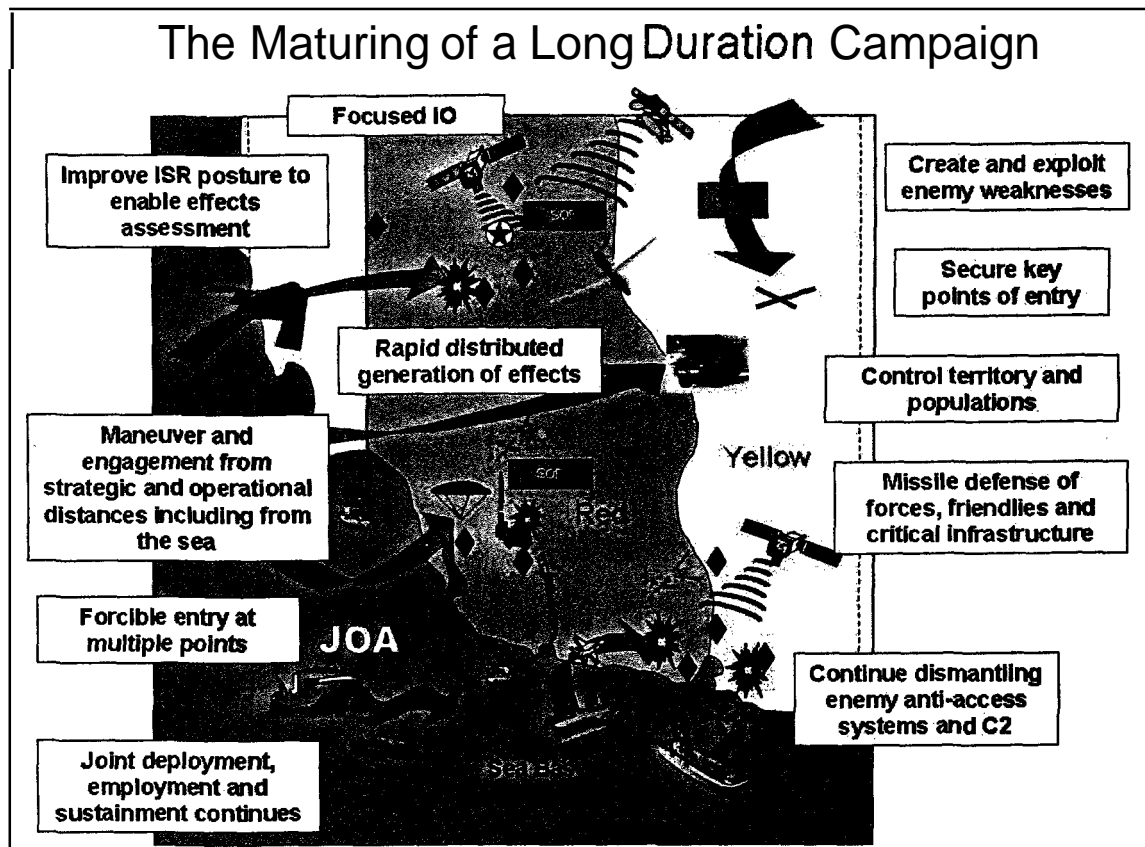 The Maturing of a Long Duration Campaign
Focused IO
Improve ISR posture to
enable effects
assessment
Create and exploit
enemy weaknesses
SOF
Secure key
points of entry
Rapid distributed
generation of effects
Control territory and
populations
Maneuver and
engagement from
strategic and operational
distances including from
the sea
Yellow
SOF
Red
Missile defense of
forces, friendlies and
critical infrastructure
Forcible entry at
multiple points
JOA
Continue dismantling
enemy anti-access
systems and C2
Sea Base
Joint deployment,
employment and
sustainment continues